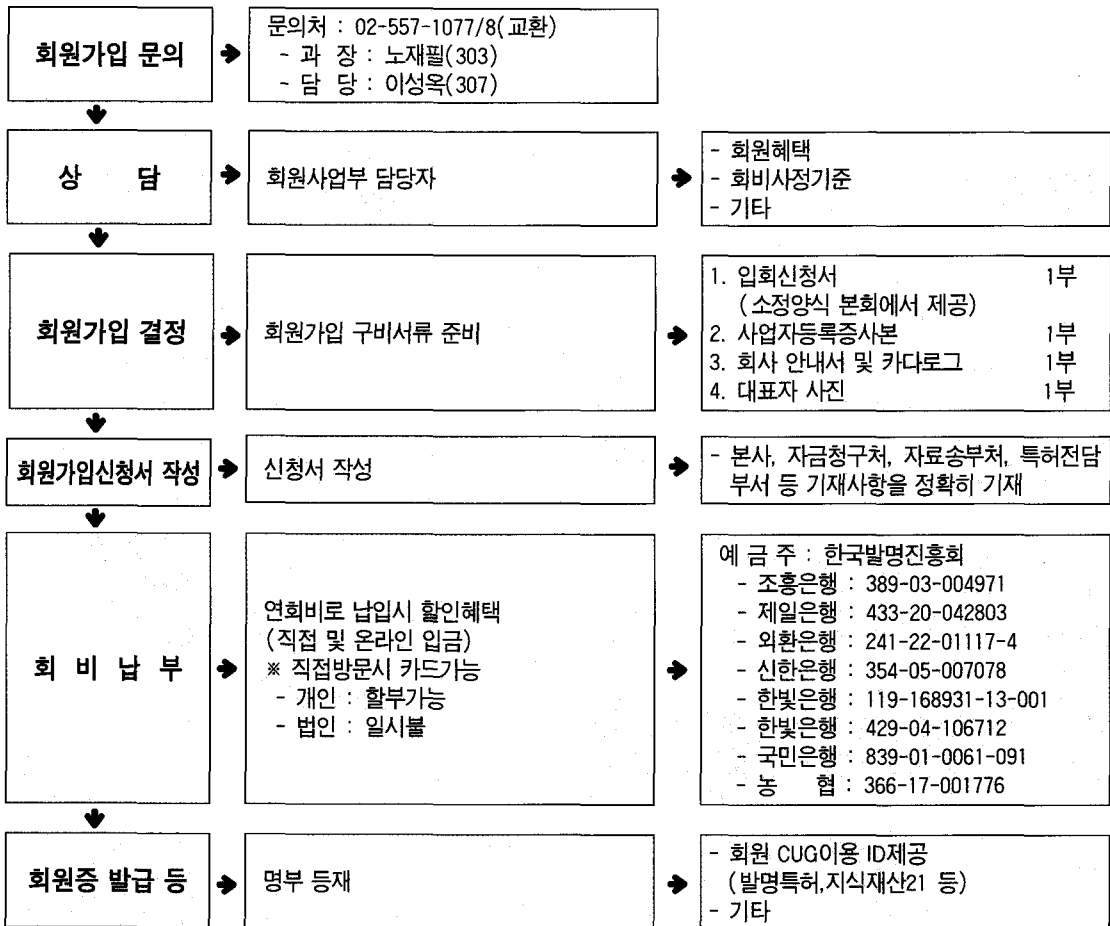 회원가입 문의
문의처 : 02-557-1077/8(교환)
- 과 장 : 노재필(303)
- 담 당 : 이성옥(307)
상 담
회원사업부 담당자
- 회원혜택
- 회비사정기준
- 기타
회원가입 결정
회원가입 구비서류 준비
1. 입회신청서 1부
(소정양식 본회에서 제공)
2. 사업자등록증사본 1부
3. 회사 안내서 및 카다로그 1부
4. 대표자 사진 1부
회원가입신청서 작성
신청서 작성
- 본사, 자금청구처, 자료송부처, 특허전담
부서 등 기재사항을 정확히 기재
회 비 납 부
연회비로 납입시 할인혜택
(직접 및 온라인 입금)
※ 직접방문시 카드가능
- 개인 : 할부가능
- 법인 : 일시불
예 금 주 : 한국발명진흥회
- 조흥은행 : 389-03-004971
- 제일은행 : 433-20-042803
- 외환은행 : 241-22-01117-4
- 신한은행 : 354-05-007078
- 한빛은행 : 119-168931-13-001
- 한빛은행 : 429-04-106712
- 국민은행 : 839-01-0061-091
- 농 협 : 366-17-001776
회원증 발급 등
명부 등재
- 회원 CUG이용 ID제공
(발명특허,지식재산21 등)
- 기타